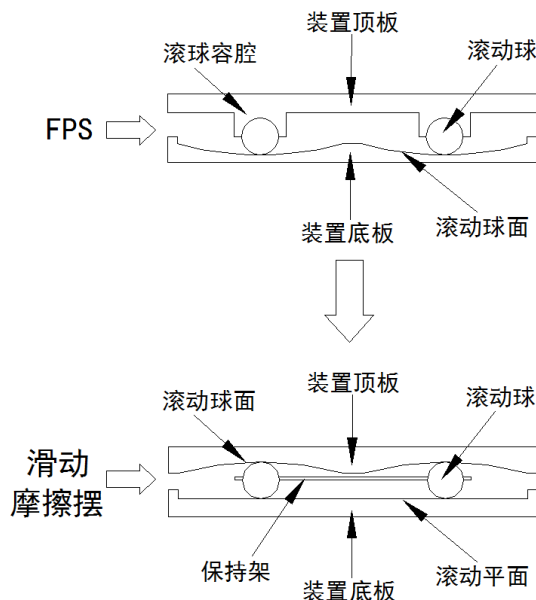 装置顶板
滚动球
滚球容腔
FPS
装置底板
滚动球面
装置顶板
滚动球
滚动球面
滑动
摩擦摆
保持架
装置底板
滚动平面